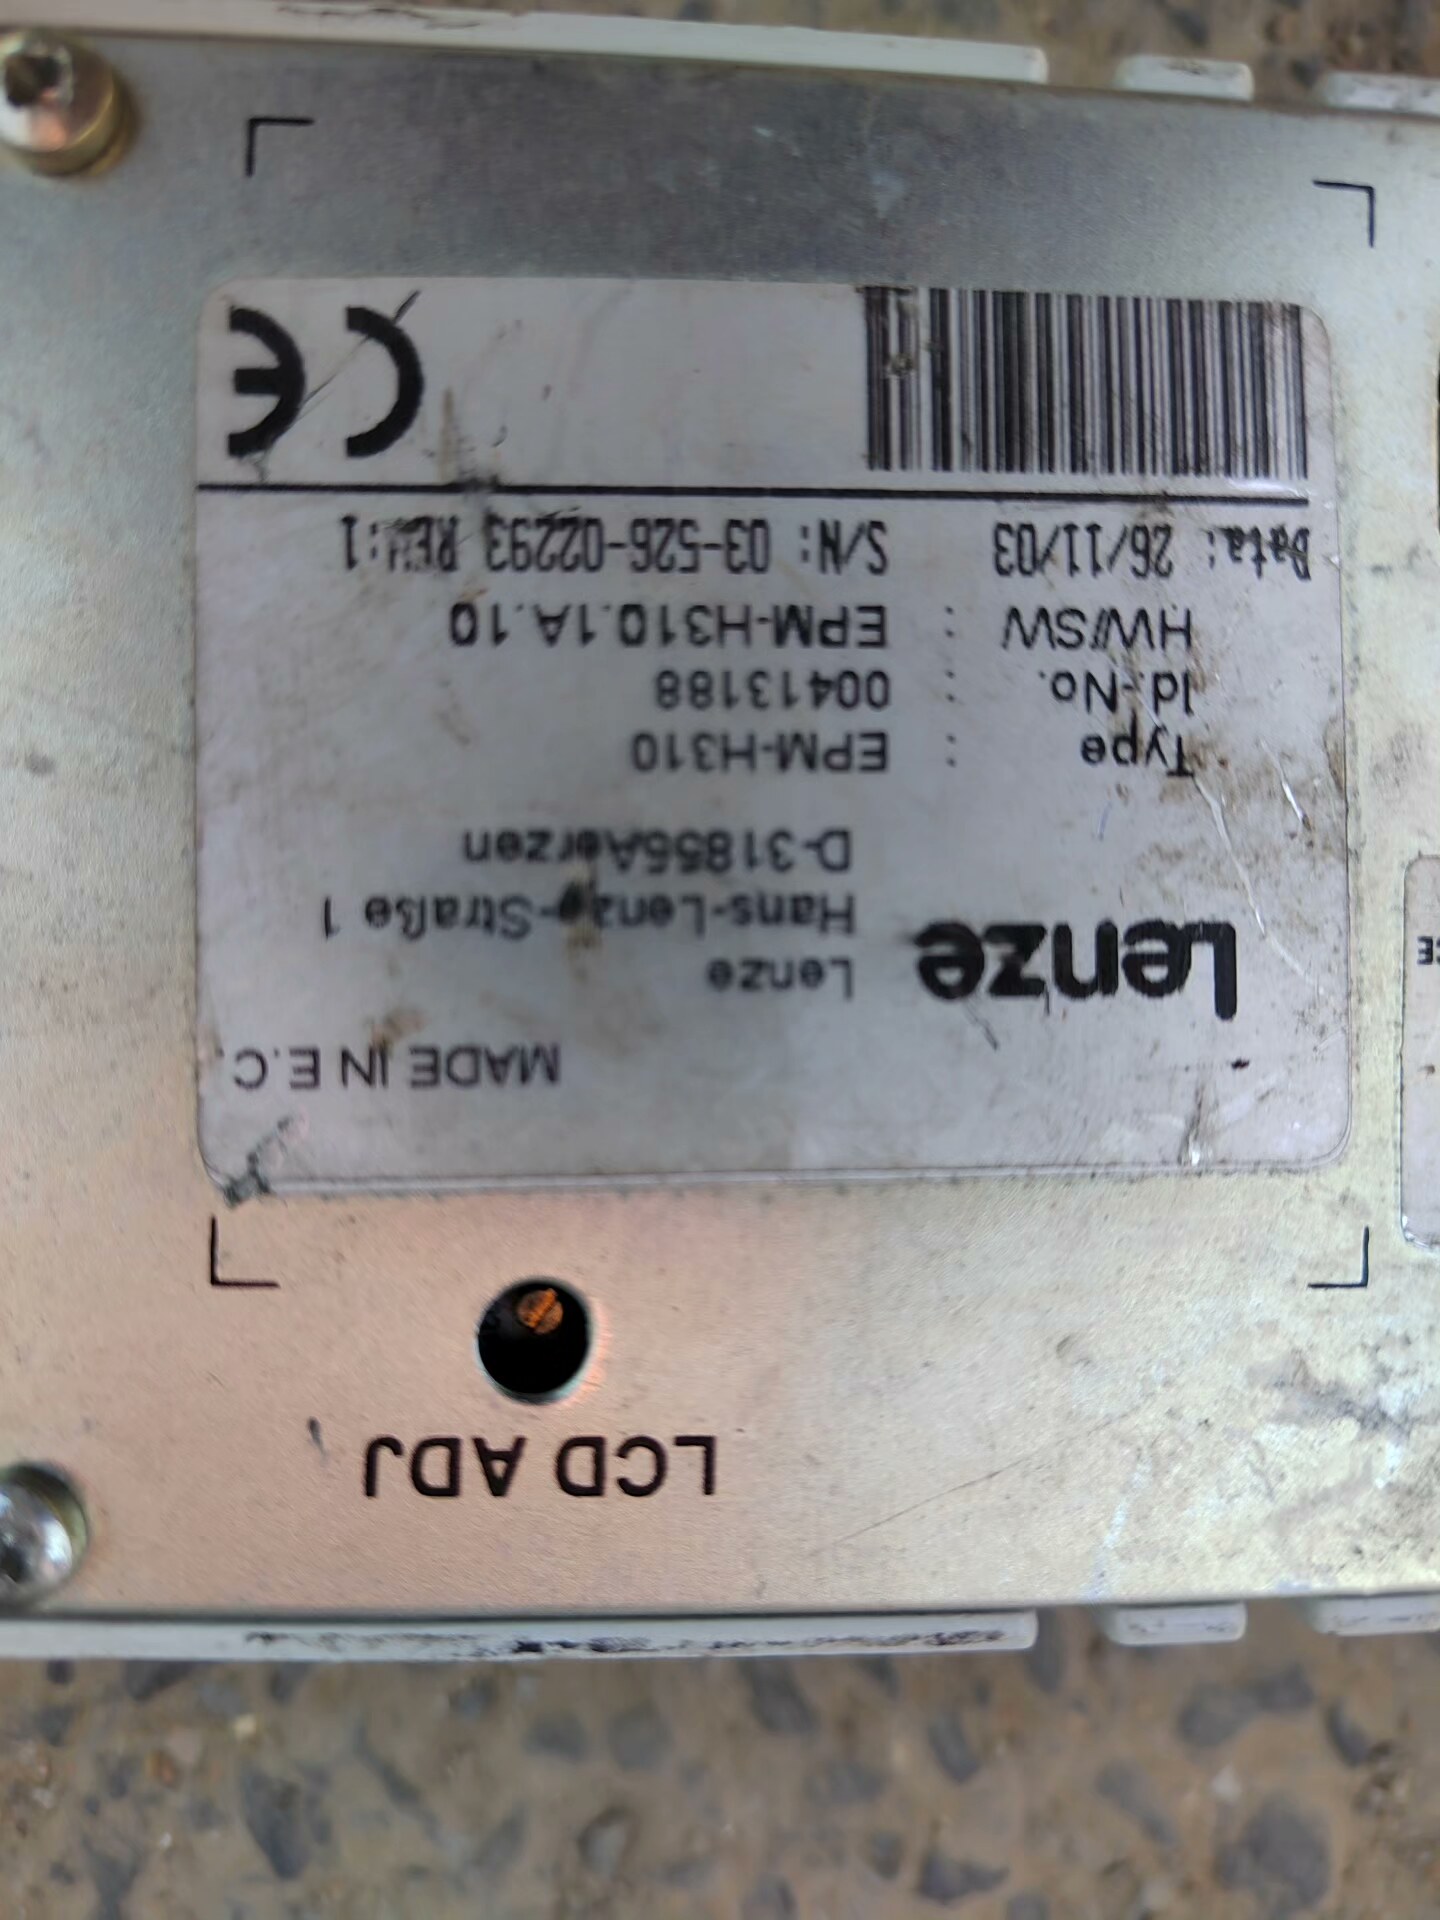 LCD ADJ
MADE IN E.C.
Lenze
Lenze
Hans-Lenze-Straße 1
D-31855Aerzen
Type : EPM-H310
Id.-No. : 00413188
HW/SW : EPM-H310.1A.10
Data: 26/11/03 S/N: 03-526-02293 REV:1
CE
CE